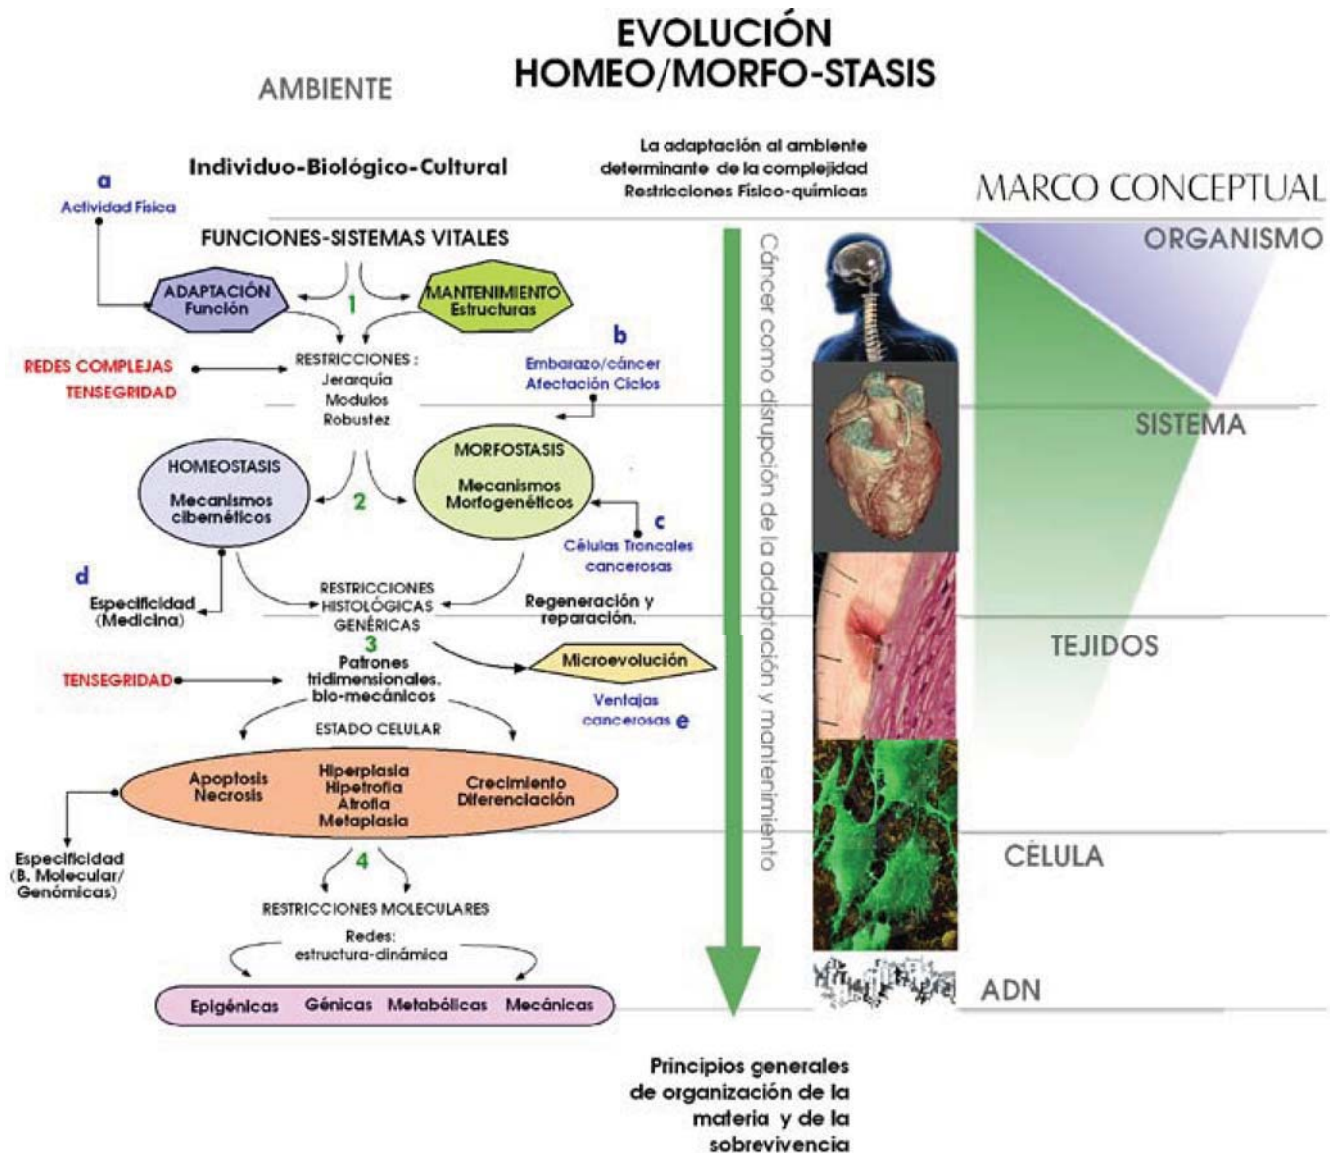 EVOLUCIÓN
HOMEO/MORFO-STASIS
AMBIENTE
La adaptación al ambiente
determinante de la complejidad
Restricciones Físico-químicas
Individuo-Biológico-Cultural
MARCO CONCEPTUAL
a
Actividad Física
FUNCIONES-SISTEMAS VITALES
ORGANISMO
ADAPTACIÓN
Función
1
MANTENIMIENTO
Estructuras
b
Embarazo/cáncer
Afectación Ciclos
REDES COMPLEJAS
TENSEGRIDAD
RESTRICCIONES :
Jerarquía
Modulos
Robustez
SISTEMA
HOMEOSTASIS
Mecanismos
cibernéticos
2
MORFOSTASIS
Mecanismos
Morfogenéticos
c
Células Troncales
cancerosas
d
Especificidad
(Medicina)
RESTRICCIONES
HISTOLÓGICAS
GENÉRICAS
Regeneración y
reparación.
3
TEJIDOS
TENSEGRIDAD
Patrones
tridimensionales.
bio-mecánicos
Microevolución
Ventajas
cancerosas e
ESTADO CELULAR
Apoptosis
Necrosis
Hiperplasia
Hipetrofia
Atrofia
Metaplasia
Crecimiento
Diferenciación
Cáncer como disrupción de la adaptación y mantenimiento
CÉLULA
Especificidad
(B. Molecular/
Genómicas)
4
RESTRICCIONES MOLECULARES
Redes:
estructura-dinámica
Epigénicas Génicas Metabólicas Mecánicas
ADN
Principios generales
de organización de la
materia y de la
sobrevivencia